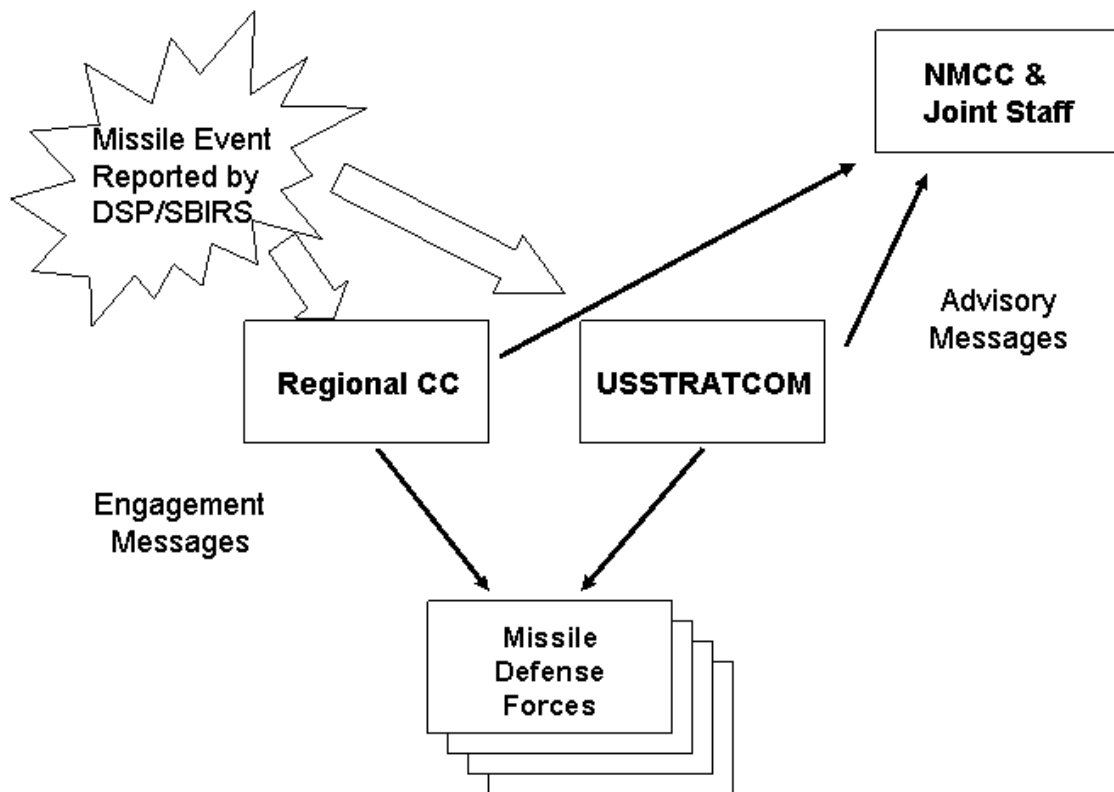 Missile Event
Reported by
DSP/SBIRS
NMCC &
Joint Staff
Regional CC
USSTRATCOM
Advisory
Messages
Engagement
Messages
Missile
Defense
Forces